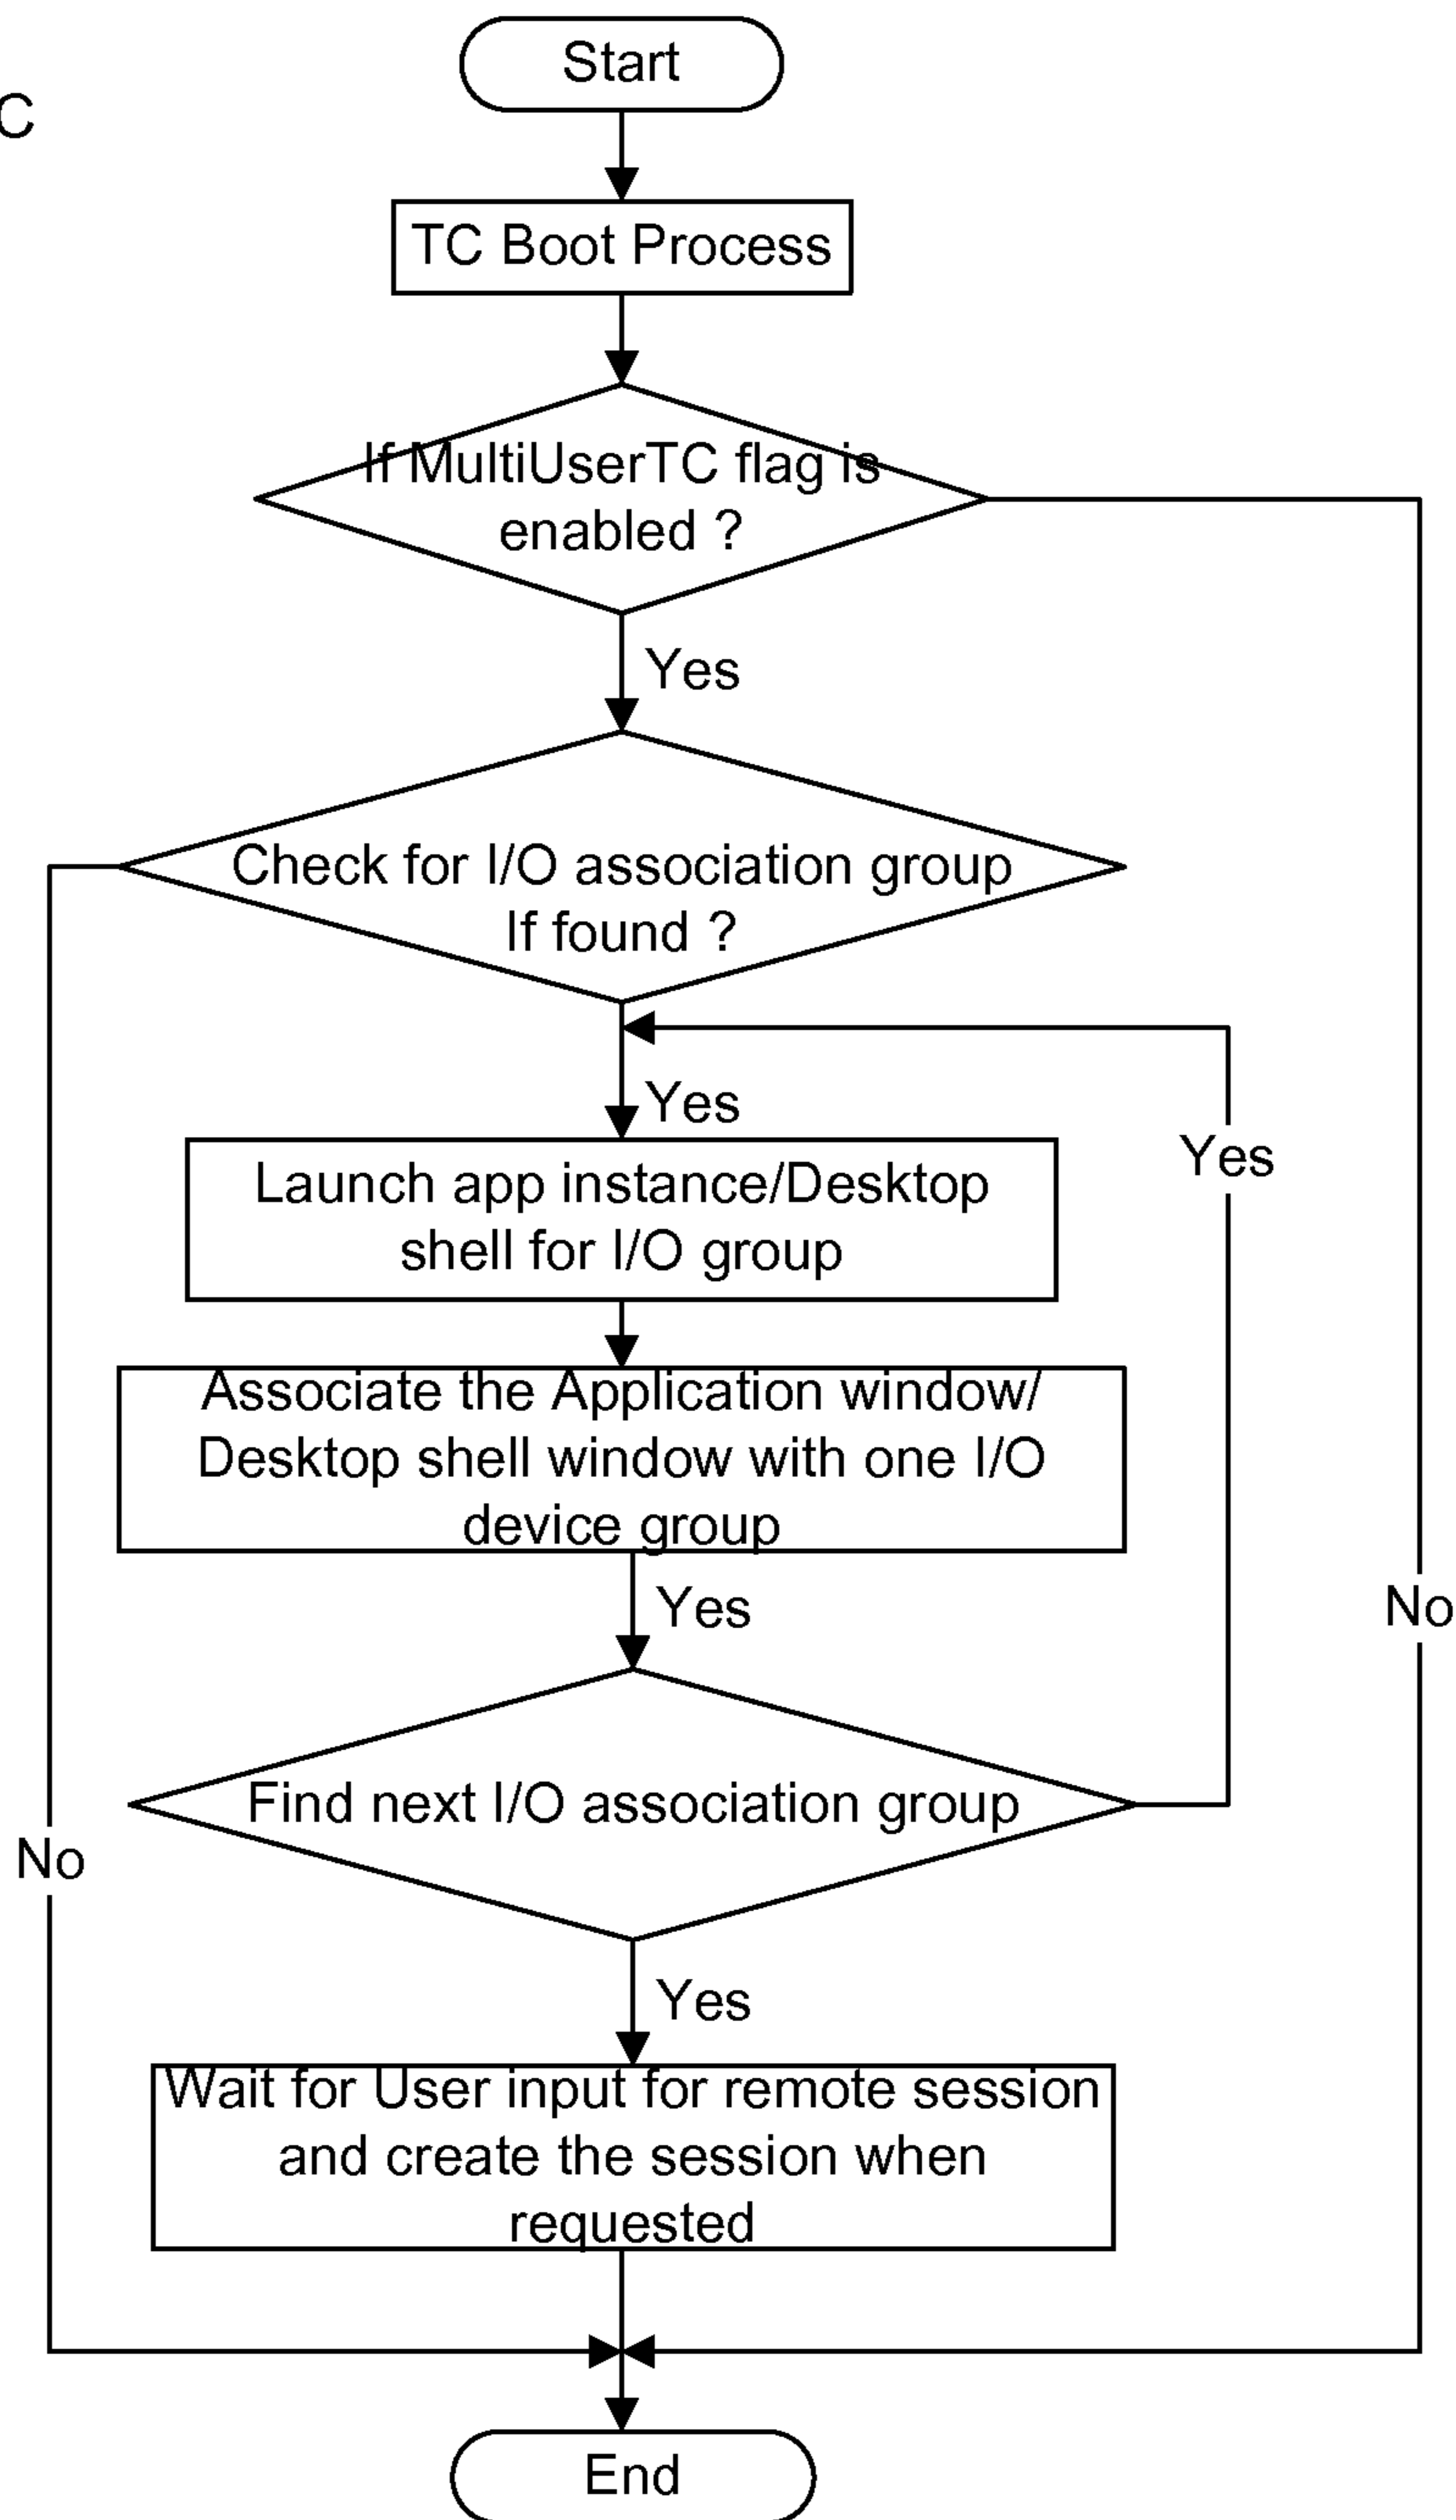 Start
C
TC Boot Process
If MultiUserTC flag is
enabled ?
Yes
Check for I/O association group
If found ?
Yes
Yes
Launch app instance/Desktop
shell for I/O group
Associate the Application window/
Desktop shell window with one I/O
device group
Yes
No
Find next I/O association group
No
Yes
Wait for User input for remote session
and create the session when
requested
End